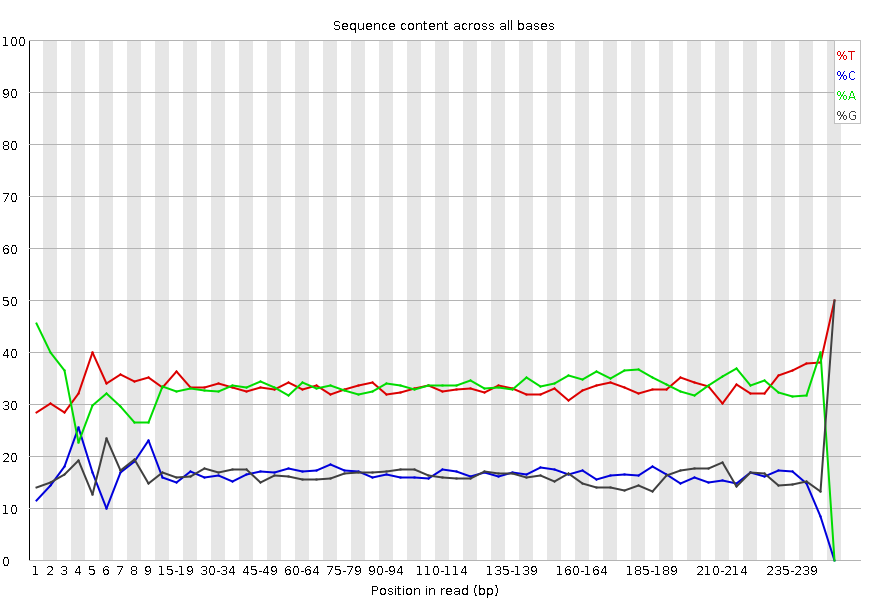 Sequence content across all bases
%T
%C
%A
%G
100
90
80
70
60
50
40
30
20
10
0
1 2 3 4 5 6 7 8 9 15-19 30-34 45-49 60-64 75-79 90-94 110-114 135-139 160-164 185-189 210-214 235-239
Position in read (bp)